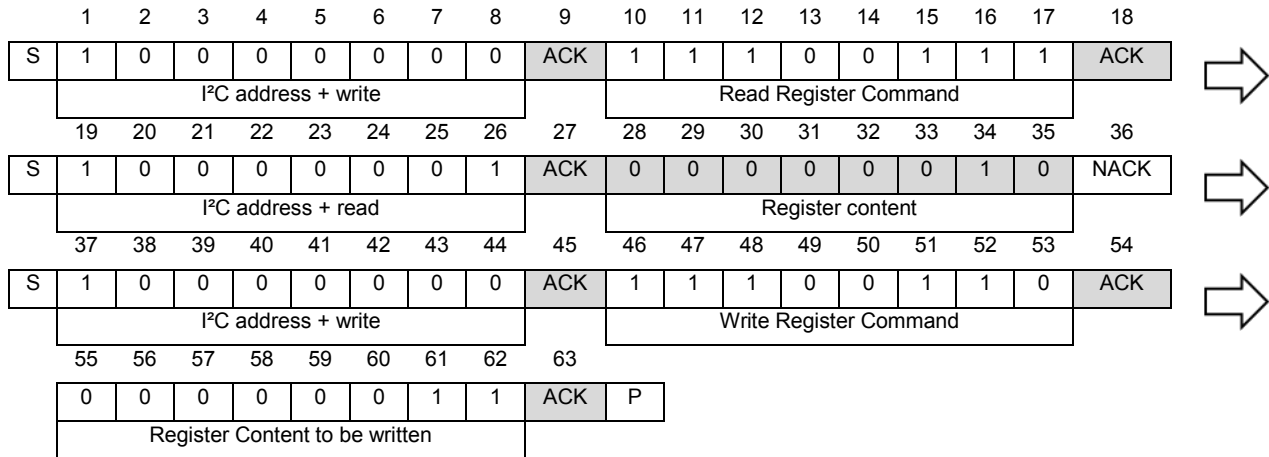 1 2 3 4 5 6 7 8 9 10 11 12 13 14 15 16 17 18
S 1 0 0 0 0 0 0 0 ACK 1 1 1 0 0 1 1 1 ACK
I²C address + write Read Register Command
19 20 21 22 23 24 25 26 27 28 29 30 31 32 33 34 35 36
S 1 0 0 0 0 0 0 1 ACK 0 0 0 0 0 0 1 0 NACK
I²C address + read Register content
37 38 39 40 41 42 43 44 45 46 47 48 49 50 51 52 53 54
S 1 0 0 0 0 0 0 0 ACK 1 1 1 0 0 1 1 0 ACK
I²C address + write Write Register Command
55 56 57 58 59 60 61 62 63
0 0 0 0 0 0 1 1 ACK P
Register Content to be written